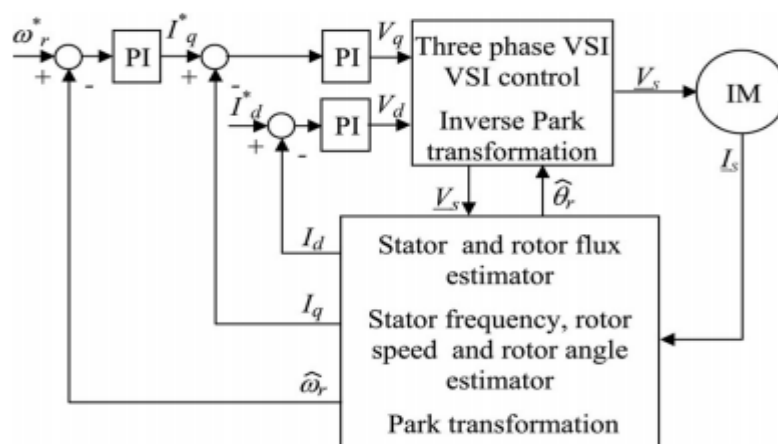 ω*r
+
-
PI
I*q
+
-
PI
Vq
I*d
+
-
PI
Vd
Three phase VSI
VSI control
Inverse Park
transformation
Vs
IM
Is
Vs
θ̂r
Id
Iq
ω̂r
Stator and rotor flux
estimator
Stator frequency, rotor
speed and rotor angle
estimator
Park transformation